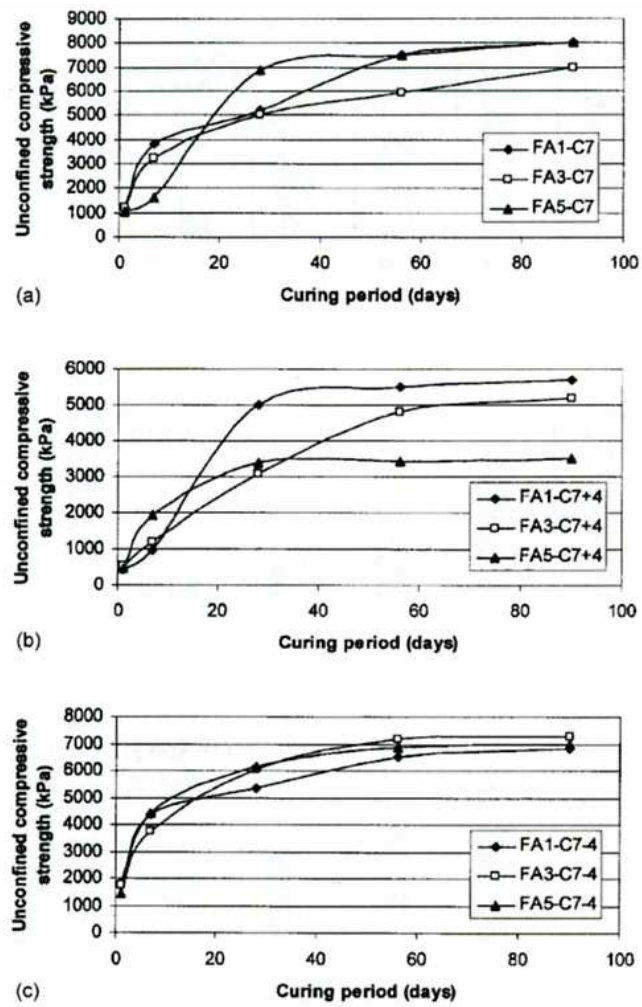 9000
8000
7000
6000
5000
4000
3000
2000
1000
0
Unconfined compressive
strength (kPa)
FA1-C7
FA3-C7
FA5-C7
0 20 40 60 80 100
(a) Curing period (days)
6000
5000
4000
3000
2000
1000
0
Unconfined compressive
strength (kPa)
FA1-C7+4
FA3-C7+4
FA5-C7+4
0 20 40 60 80 100
(b) Curing period (days)
8000
7000
6000
5000
4000
3000
2000
1000
0
Unconfined compressive
strength (kPa)
FA1-C7-4
FA3-C7-4
FA5-C7-4
0 20 40 60 80 100
(c) Curing period (days)